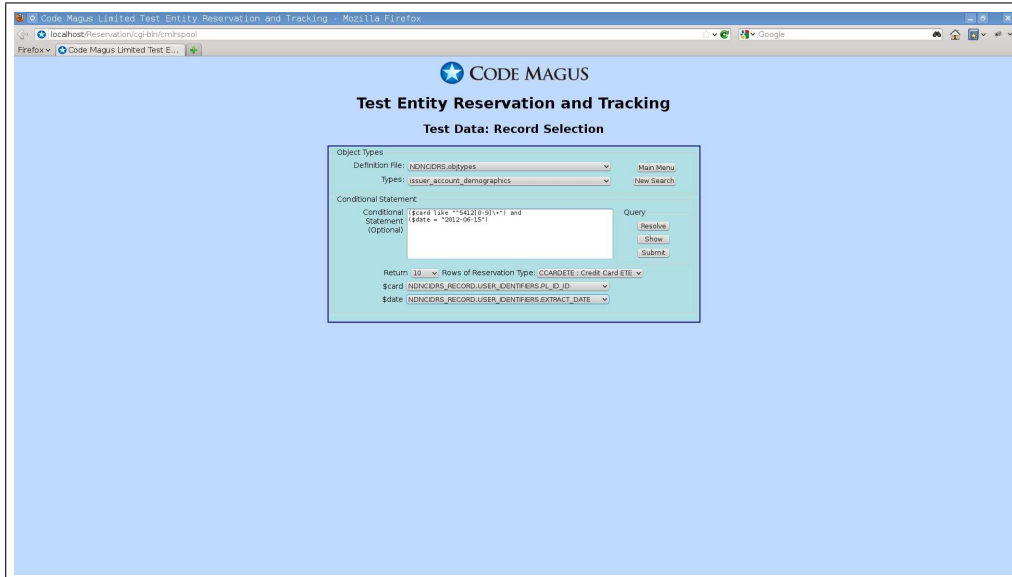 Code Magus Limited Test Entity Reservation and Tracking - Mozilla Firefox
localhost/Reservation/cgi-bin/cmlrspool
Google
Firefox
Code Magus Limited Test E...
CODE MAGUS
Test Entity Reservation and Tracking
Test Data: Record Selection
Object Types
Definition File: NDNCIDRS.objtypes
Main Menu
Types: issuer_account_demographics
New Search
Conditional Statement
Conditional Statement (Optional)
($card like "^5412[0-9]\+") and
($date = "2012-06-15")
Query
Resolve
Show
Submit
Return 10 Rows of Reservation Type: CCARDETE : Credit Card ETE
$card NDNCIDRS_RECORD.USER_IDENTIFIERS.PL_ID_ID
$date NDNCIDRS_RECORD.USER_IDENTIFIERS.EXTRACT_DATE